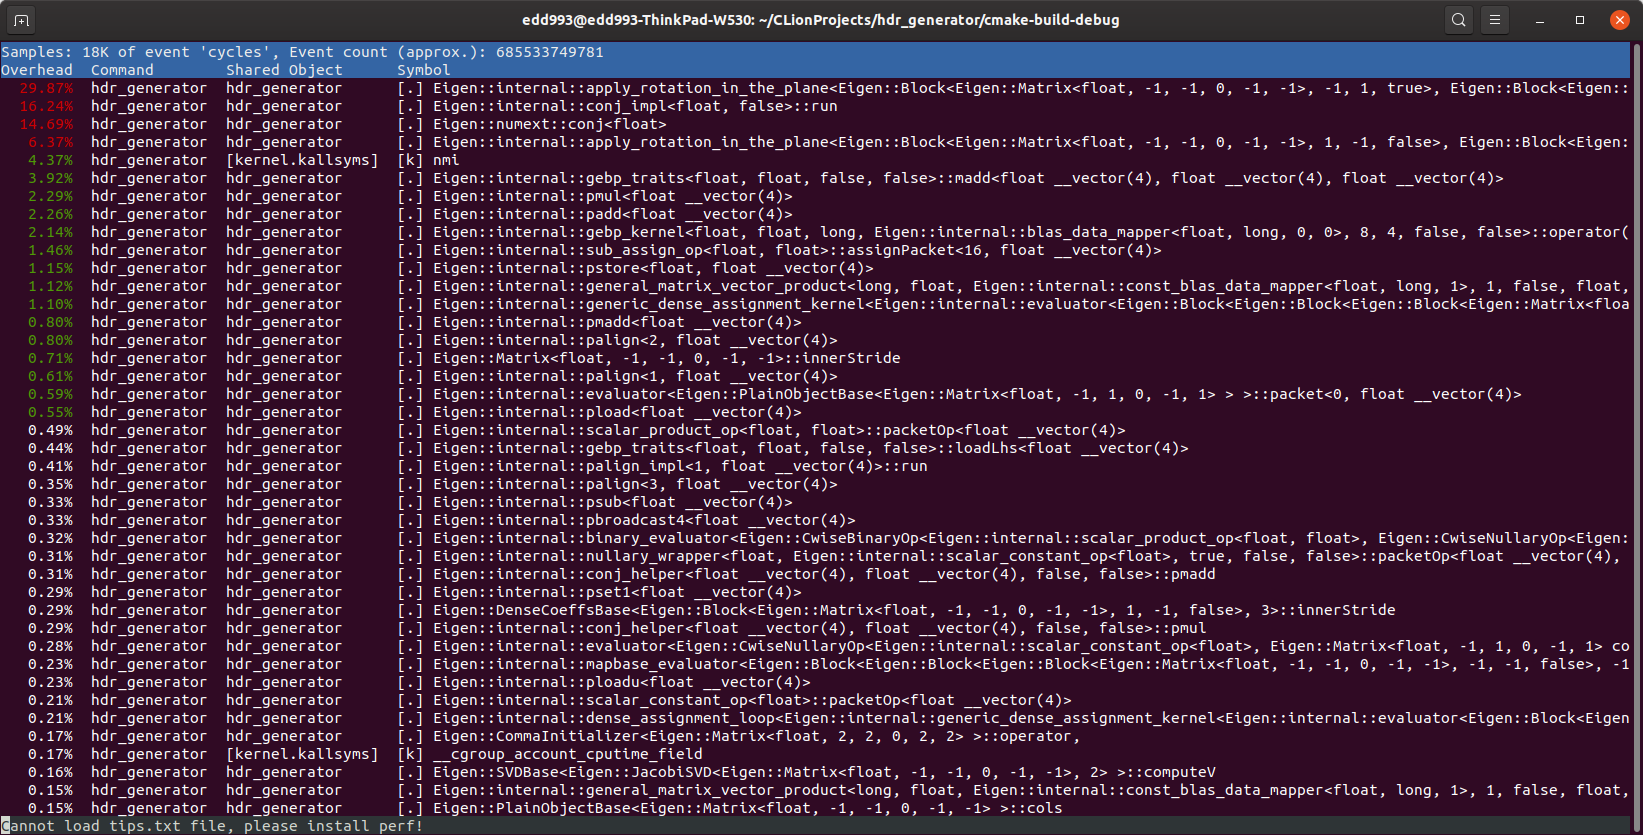 edd993@edd993-ThinkPad-W530: ~/CLionProjects/hdr_generator/cmake-build-debug
Samples: 18K of event 'cycles', Event count (approx.): 685533749781
Overhead  Command        Shared Object      Symbol
29.87%  hdr_generator  hdr_generator      [.] Eigen::internal::apply_rotation_in_the_plane<Eigen::Block<Eigen::Matrix<float, -1, -1, 0, -1, -1>, -1, 1, true>, Eigen::Block<Eigen::
16.24%  hdr_generator  hdr_generator      [.] Eigen::internal::conj_impl<float, false>::run
14.69%  hdr_generator  hdr_generator      [.] Eigen::numext::conj<float>
6.37%  hdr_generator  hdr_generator      [.] Eigen::internal::apply_rotation_in_the_plane<Eigen::Block<Eigen::Matrix<float, -1, -1, 0, -1, -1>, 1, -1, false>, Eigen::Block<Eigen:
4.37%  hdr_generator  [kernel.kallsyms]  [k] nmi
3.92%  hdr_generator  hdr_generator      [.] Eigen::internal::gebp_traits<float, float, false, false>::madd<float __vector(4), float __vector(4), float __vector(4)>
2.29%  hdr_generator  hdr_generator      [.] Eigen::internal::pmul<float __vector(4)>
2.26%  hdr_generator  hdr_generator      [.] Eigen::internal::padd<float __vector(4)>
2.14%  hdr_generator  hdr_generator      [.] Eigen::internal::gebp_kernel<float, float, long, Eigen::internal::blas_data_mapper<float, long, 0, 0>, 8, 4, false, false>::operator(
1.46%  hdr_generator  hdr_generator      [.] Eigen::internal::sub_assign_op<float, float>::assignPacket<16, float __vector(4)>
1.15%  hdr_generator  hdr_generator      [.] Eigen::internal::pstore<float, float __vector(4)>
1.12%  hdr_generator  hdr_generator      [.] Eigen::internal::general_matrix_vector_product<long, float, Eigen::internal::const_blas_data_mapper<float, long, 1>, 1, false, float,
1.10%  hdr_generator  hdr_generator      [.] Eigen::internal::generic_dense_assignment_kernel<Eigen::internal::evaluator<Eigen::Block<Eigen::Block<Eigen::Block<Eigen::Matrix<floa
0.80%  hdr_generator  hdr_generator      [.] Eigen::internal::pmadd<float __vector(4)>
0.80%  hdr_generator  hdr_generator      [.] Eigen::internal::palign<2, float __vector(4)>
0.71%  hdr_generator  hdr_generator      [.] Eigen::Matrix<float, -1, -1, 0, -1, -1>::innerStride
0.61%  hdr_generator  hdr_generator      [.] Eigen::internal::palign<1, float __vector(4)>
0.59%  hdr_generator  hdr_generator      [.] Eigen::internal::evaluator<Eigen::PlainObjectBase<Eigen::Matrix<float, -1, 1, 0, -1, 1> > >::packet<0, float __vector(4)>
0.55%  hdr_generator  hdr_generator      [.] Eigen::internal::pload<float __vector(4)>
0.49%  hdr_generator  hdr_generator      [.] Eigen::internal::scalar_product_op<float, float>::packetOp<float __vector(4)>
0.44%  hdr_generator  hdr_generator      [.] Eigen::internal::gebp_traits<float, float, false, false>::loadLhs<float __vector(4)>
0.41%  hdr_generator  hdr_generator      [.] Eigen::internal::palign_impl<1, float __vector(4)>::run
0.35%  hdr_generator  hdr_generator      [.] Eigen::internal::palign<3, float __vector(4)>
0.33%  hdr_generator  hdr_generator      [.] Eigen::internal::psub<float __vector(4)>
0.33%  hdr_generator  hdr_generator      [.] Eigen::internal::pbroadcast4<float __vector(4)>
0.32%  hdr_generator  hdr_generator      [.] Eigen::internal::binary_evaluator<Eigen::CwiseBinaryOp<Eigen::internal::scalar_product_op<float, float>, Eigen::CwiseNullaryOp<Eigen:
0.31%  hdr_generator  hdr_generator      [.] Eigen::internal::nullary_wrapper<float, Eigen::internal::scalar_constant_op<float>, true, false, false>::packetOp<float __vector(4),
0.31%  hdr_generator  hdr_generator      [.] Eigen::internal::conj_helper<float __vector(4), float __vector(4), false, false>::pmadd
0.29%  hdr_generator  hdr_generator      [.] Eigen::internal::pset1<float __vector(4)>
0.29%  hdr_generator  hdr_generator      [.] Eigen::DenseCoeffsBase<Eigen::Block<Eigen::Matrix<float, -1, -1, 0, -1, -1>, 1, -1, false>, 3>::innerStride
0.29%  hdr_generator  hdr_generator      [.] Eigen::internal::conj_helper<float __vector(4), float __vector(4), false, false>::pmul
0.28%  hdr_generator  hdr_generator      [.] Eigen::internal::evaluator<Eigen::CwiseNullaryOp<Eigen::internal::scalar_constant_op<float>, Eigen::Matrix<float, -1, 1, 0, -1, 1> co
0.23%  hdr_generator  hdr_generator      [.] Eigen::internal::mapbase_evaluator<Eigen::Block<Eigen::Block<Eigen::Block<Eigen::Matrix<float, -1, -1, 0, -1, -1>, -1, -1, false>, -1
0.23%  hdr_generator  hdr_generator      [.] Eigen::internal::ploadu<float __vector(4)>
0.21%  hdr_generator  hdr_generator      [.] Eigen::internal::scalar_constant_op<float>::packetOp<float __vector(4)>
0.21%  hdr_generator  hdr_generator      [.] Eigen::internal::dense_assignment_loop<Eigen::internal::generic_dense_assignment_kernel<Eigen::internal::evaluator<Eigen::Block<Eigen
0.17%  hdr_generator  hdr_generator      [.] Eigen::CommaInitializer<Eigen::Matrix<float, 2, 2, 0, 2, 2> >::operator,
0.17%  hdr_generator  [kernel.kallsyms]  [k] __cgroup_account_cputime_field
0.16%  hdr_generator  hdr_generator      [.] Eigen::SVDBase<Eigen::JacobiSVD<Eigen::Matrix<float, -1, -1, 0, -1, -1>, 2> >::computeV
0.15%  hdr_generator  hdr_generator      [.] Eigen::internal::general_matrix_vector_product<long, float, Eigen::internal::const_blas_data_mapper<float, long, 1>, 1, false, float,
0.15%  hdr_generator  hdr_generator      [.] Eigen::PlainObjectBase<Eigen::Matrix<float, -1, -1, 0, -1, -1> >::cols
Cannot load tips.txt file, please install perf!